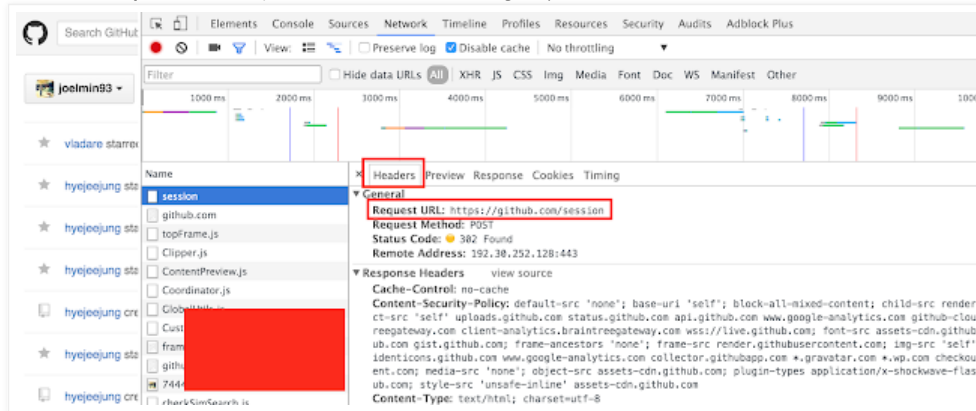 Elements Console Sources Network Timeline Profiles Resources Security Audits Adblock Plus
Search GitHub
View: Preserve log Disable cache No throttling
Filter Hide data URLs All XHR JS CSS Img Media Font Doc WS Manifest Other
joelmin93
1000 ms 2000 ms 3000 ms 4000 ms 5000 ms 6000 ms 7000 ms 8000 ms 9000 ms 1000
vladare starred
Name
× Headers Preview Response Cookies Timing
hyejeejung sta
session
General
github.com
Request URL: https://github.com/session
topFrame.js
Request Method: POST
hyejeejung sta
Clipper.js
Status Code: 302 Found
ContentPreview.js
Remote Address: 192.30.252.128:443
hyejeejung sta
Coordinator.js
Response Headers view source
GlobalUtils.js
Cache-Control: no-cache
hyejeejung cre
Cust
Content-Security-Policy: default-src 'none'; base-uri 'self'; block-all-mixed-content; child-src render
ct-src 'self' uploads.github.com status.github.com api.github.com www.google-analytics.com github-clou
fram
reegateway.com client-analytics.braintreegateway.com wss://live.github.com; font-src assets-cdn.github
hyejeejung sta
ub.com gist.github.com; frame-ancestors 'none'; frame-src render.githubusercontent.com; img-src 'self'
githu
identicons.github.com www.google-analytics.com collector.githubapp.com *.gravatar.com *.wp.com checkou
7444
ent.com; media-src 'none'; object-src assets-cdn.github.com; plugin-types application/x-shockwave-flas
ub.com; style-src 'unsafe-inline' assets-cdn.github.com
hyejeejung cre
checkSimSearch.js
Content-Type: text/html; charset=utf-8